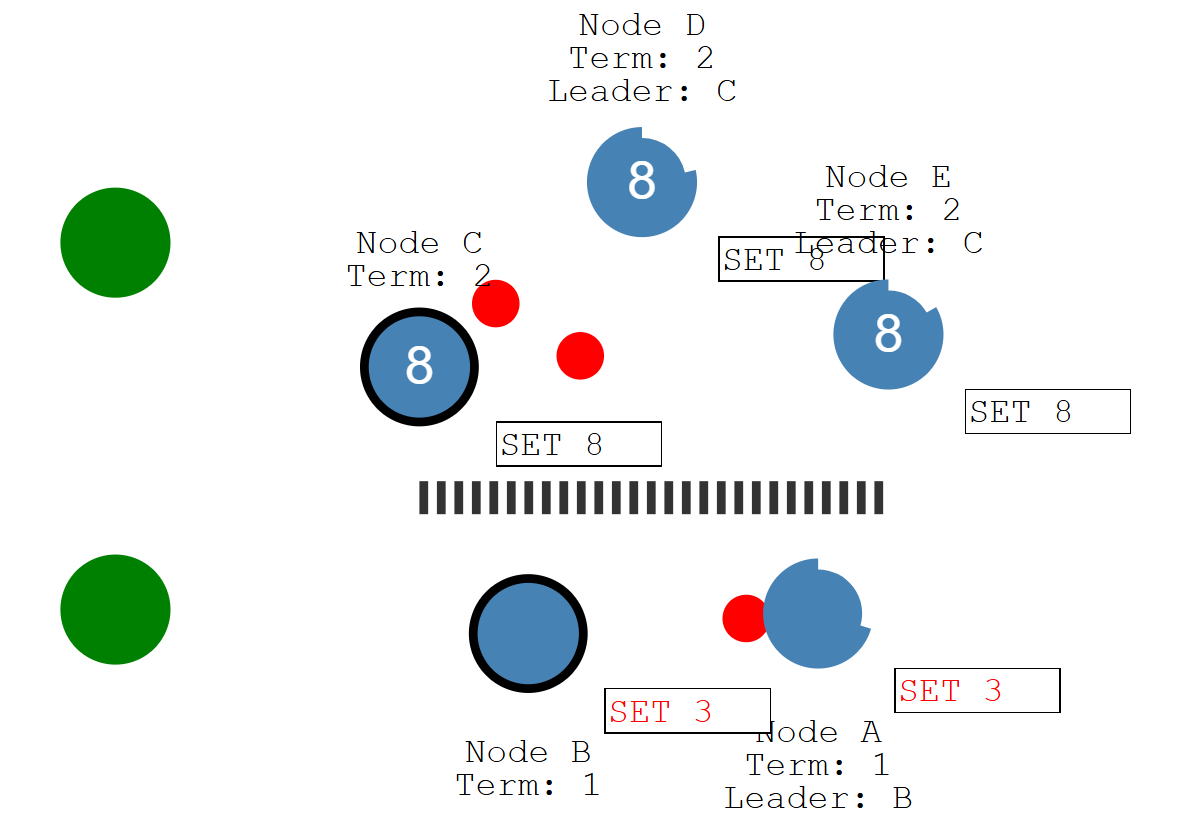 Node D
Term: 2
Leader: C
8
Node E
Term: 2
Leader: C
SET 8
8
SET 8
Node C
Term: 2
8
SET 8
SET 3
Node B
Term: 1
SET 3
Node A
Term: 1
Leader: B